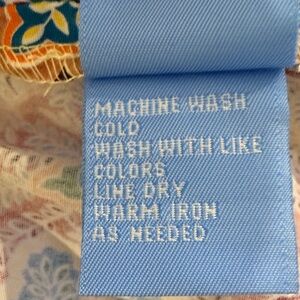 MACHINE WASH
COLD
WASH WITH LIKE
COLORS
LINE DRY
WARM IRON
AS NEEDED